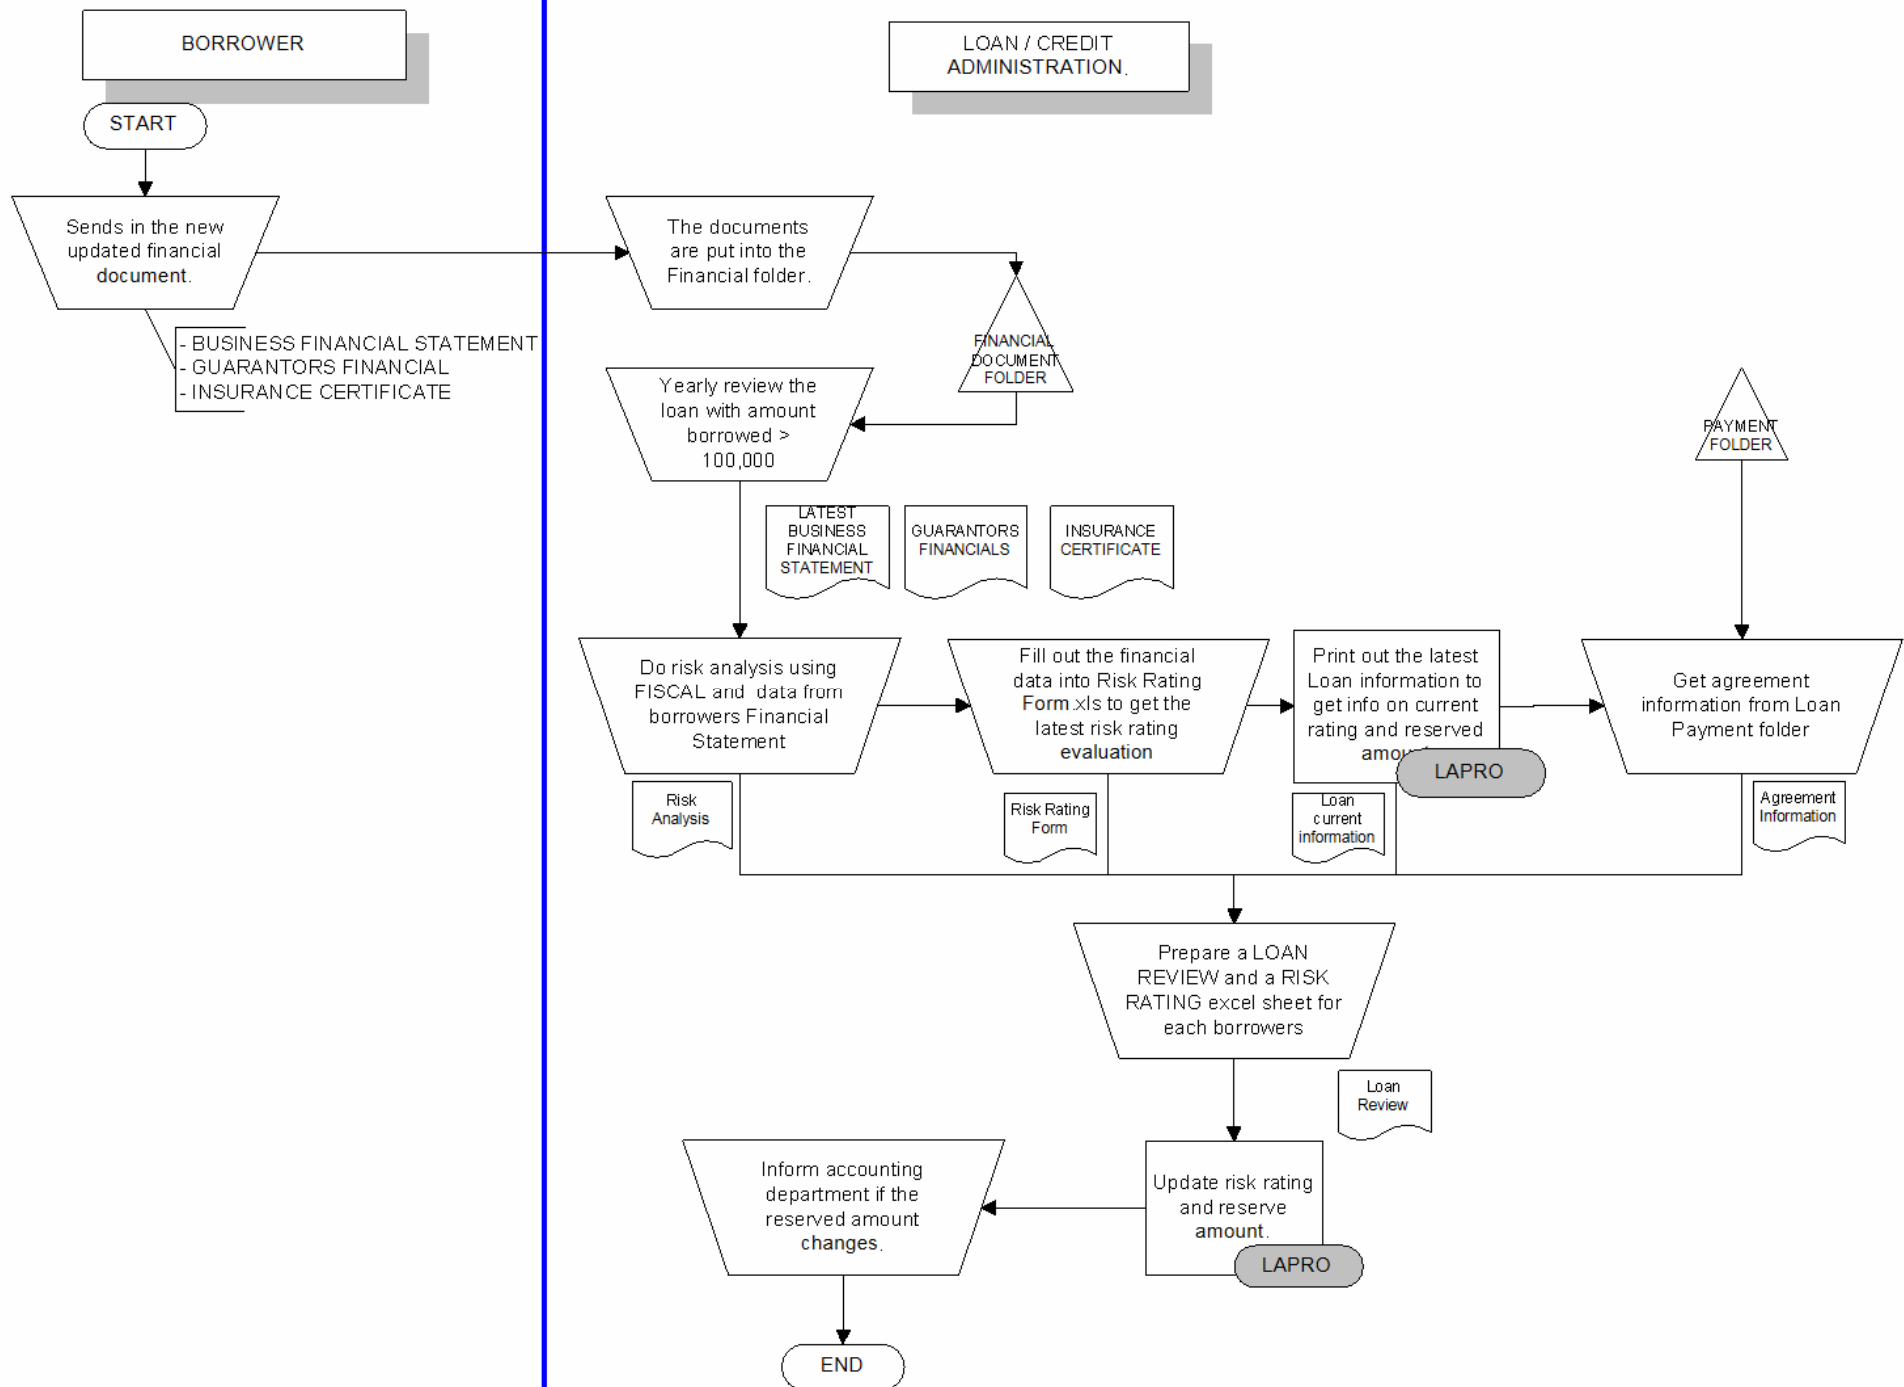 BORROWER
LOAN / CREDIT
ADMINISTRATION.
START
Sends in the new
updated financial
document.
The documents
are put into the
Financial folder.
- BUSINESS FINANCIAL STATEMENT
- GUARANTORS FINANCIAL
- INSURANCE CERTIFICATE
FINANCIAL
DOCUMENT
FOLDER
Yearly review the
loan with amount
borrowed >
100,000
PAYMENT
FOLDER
LATEST
BUSINESS
FINANCIAL
STATEMENT
GUARANTORS
FINANCIALS
INSURANCE
CERTIFICATE
Do risk analysis using
FISCAL and data from
borrowers Financial
Statement
Fill out the financial
data into Risk Rating
Form.xls to get the
latest risk rating
evaluation
Print out the latest
Loan information to
get info on current
rating and reserved
LAPRO
Get agreement
information from Loan
Payment folder
Risk
Analysis
Risk Rating
Form
Loan
current
information
Agreement
Information
Prepare a LOAN
REVIEW and a RISK
RATING excel sheet for
each borrowers
Loan
Review
Inform accounting
department if the
reserved amount
changes.
Update risk rating
and reserve
amount.
LAPRO
END